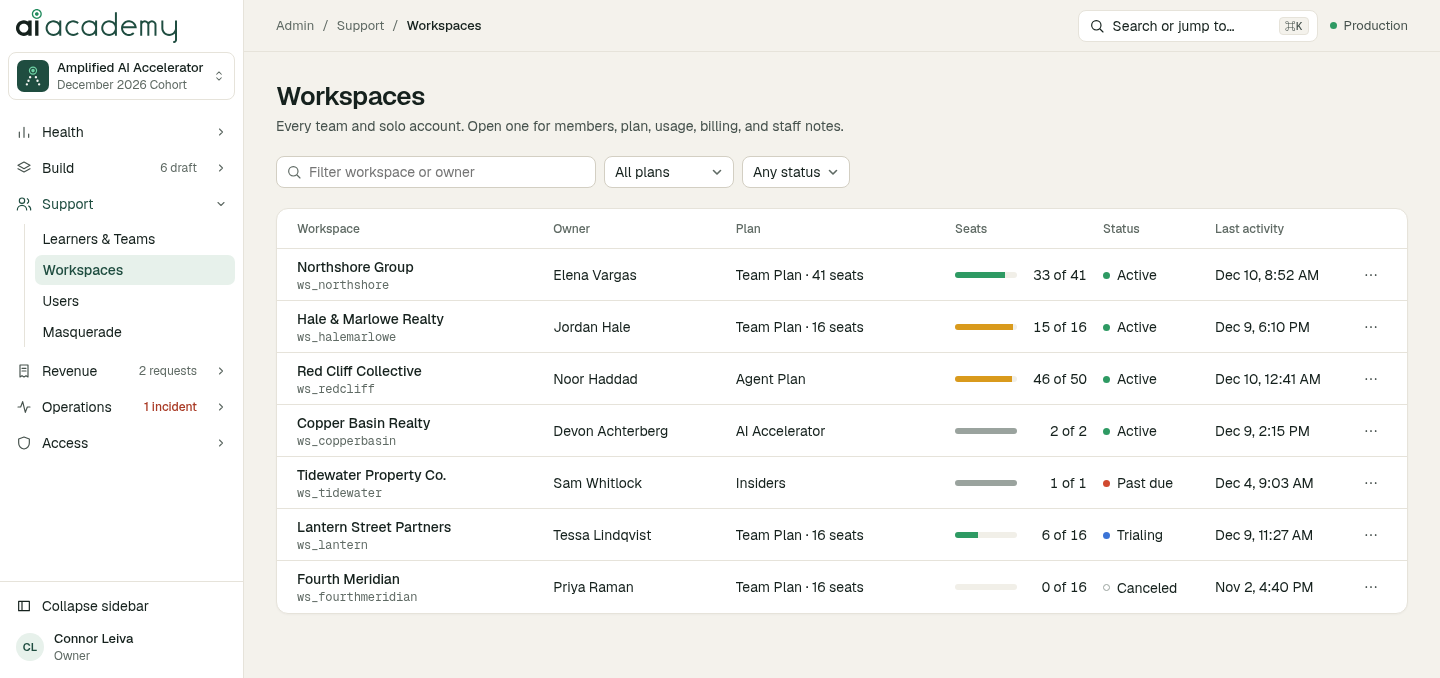 ai academy
Amplified AI Accelerator
December 2026 Cohort
Health
Build 6 draft
Support
Learners & Teams
Workspaces
Users
Masquerade
Revenue 2 requests
Operations 1 incident
Access
Collapse sidebar
CL
Connor Leiva
Owner
Admin / Support / Workspaces
Search or jump to… ⌘K
Production
Workspaces
Every team and solo account. Open one for members, plan, usage, billing, and staff notes.
Filter workspace or owner
All plans
Any status
Workspace Owner Plan Seats Status Last activity
Northshore Group
ws_northshore
Elena Vargas Team Plan · 41 seats 33 of 41 Active Dec 10, 8:52 AM ···
Hale & Marlowe Realty
ws_halemarlowe
Jordan Hale Team Plan · 16 seats 15 of 16 Active Dec 9, 6:10 PM ···
Red Cliff Collective
ws_redcliff
Noor Haddad Agent Plan 46 of 50 Active Dec 10, 12:41 AM ···
Copper Basin Realty
ws_copperbasin
Devon Achterberg AI Accelerator 2 of 2 Active Dec 9, 2:15 PM ···
Tidewater Property Co.
ws_tidewater
Sam Whitlock Insiders 1 of 1 Past due Dec 4, 9:03 AM ···
Lantern Street Partners
ws_lantern
Tessa Lindqvist Team Plan · 16 seats 6 of 16 Trialing Dec 9, 11:27 AM ···
Fourth Meridian
ws_fourthmeridian
Priya Raman Team Plan · 16 seats 0 of 16 Canceled Nov 2, 4:40 PM ···